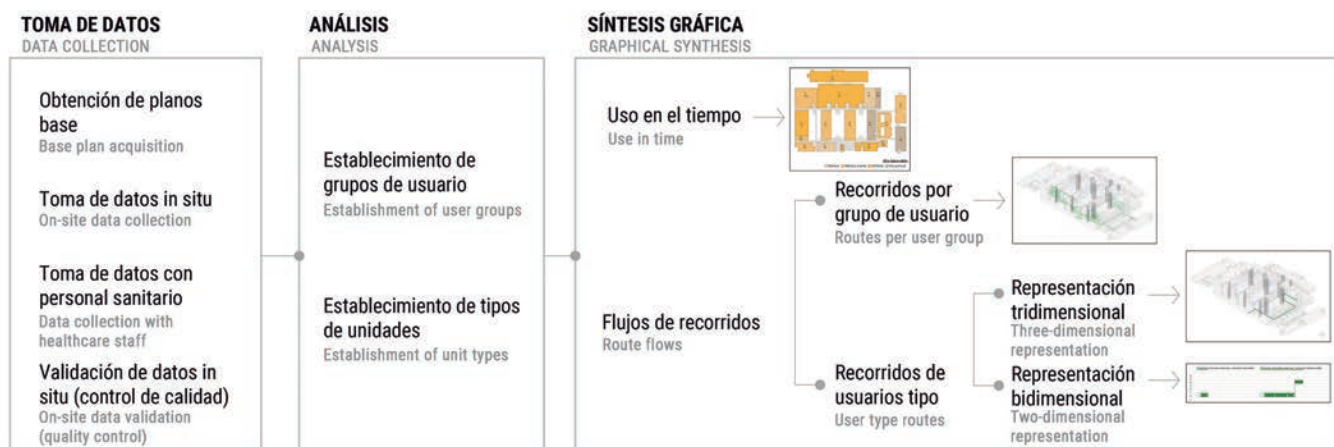 TOMA DE DATOS
DATA COLLECTION
Obtención de planos
base
Base plan acquisition
Toma de datos in situ
On-site data collection
Toma de datos con
personal sanitario
Data collection with
healthcare staff
Validación de datos in
situ (control de calidad)
On-site data validation
(quality control)
ANÁLISIS
ANALYSIS
Establecimiento de
grupos de usuario
Establishment of user groups
Establecimiento de tipos
de unidades
Establishment of unit types
SÍNTESIS GRÁFICA
GRAPHICAL SYNTHESIS
Uso en el tiempo
Use in time
Flujos de recorridos
Route flows
Recorridos por
grupo de usuario
Routes per user group
Recorridos de
usuarios tipo
User type routes
Representación
tridimensional
Three-dimensional
representation
Representación
bidimensional
Two-dimensional
representation